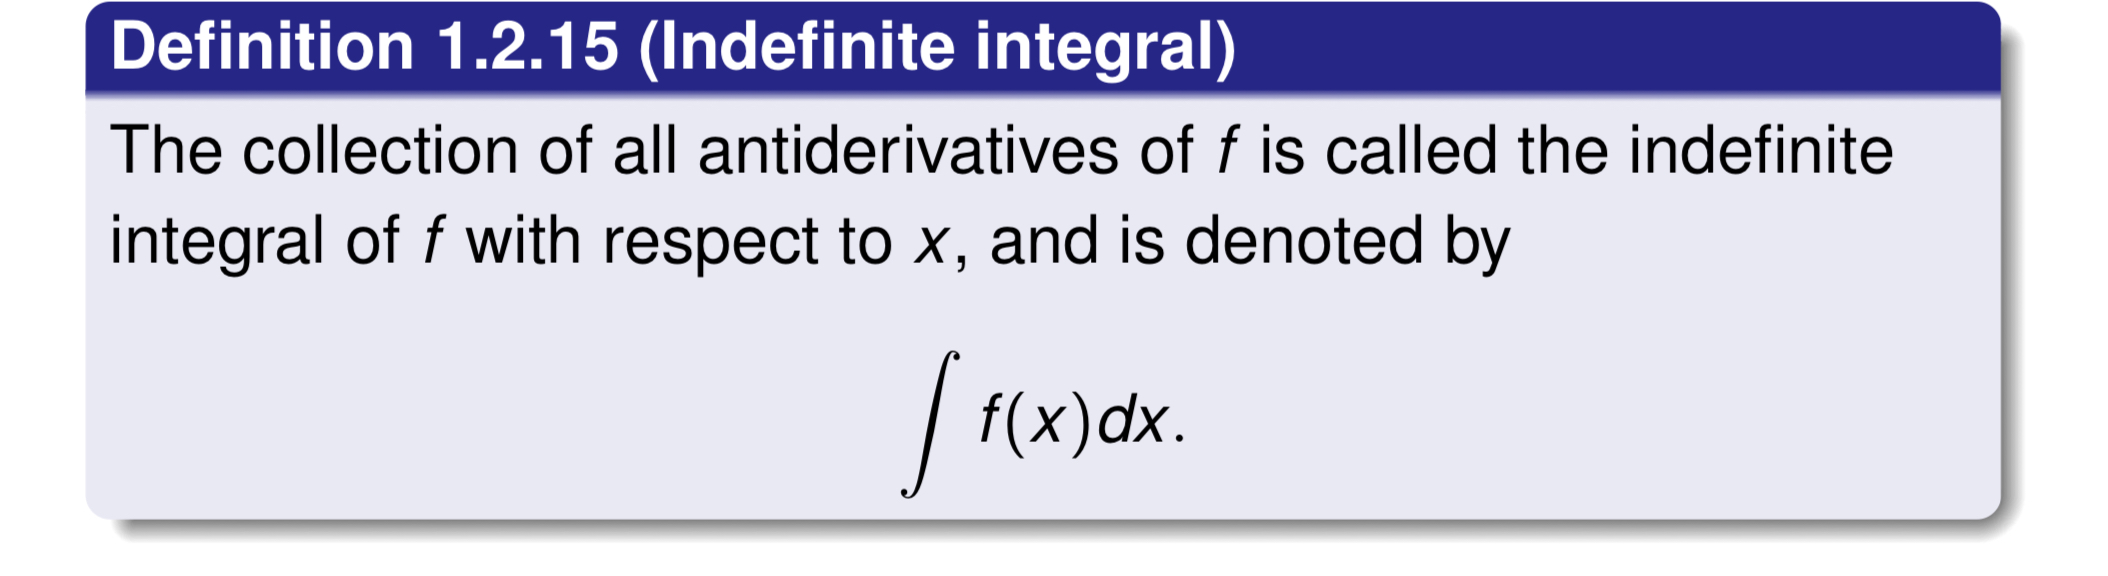 Definition 1.2.15 (Indefinite integral)
The collection of all antiderivatives of f is called the indefinite
integral of f with respect to x, and is denoted by
∫ f(x)dx.